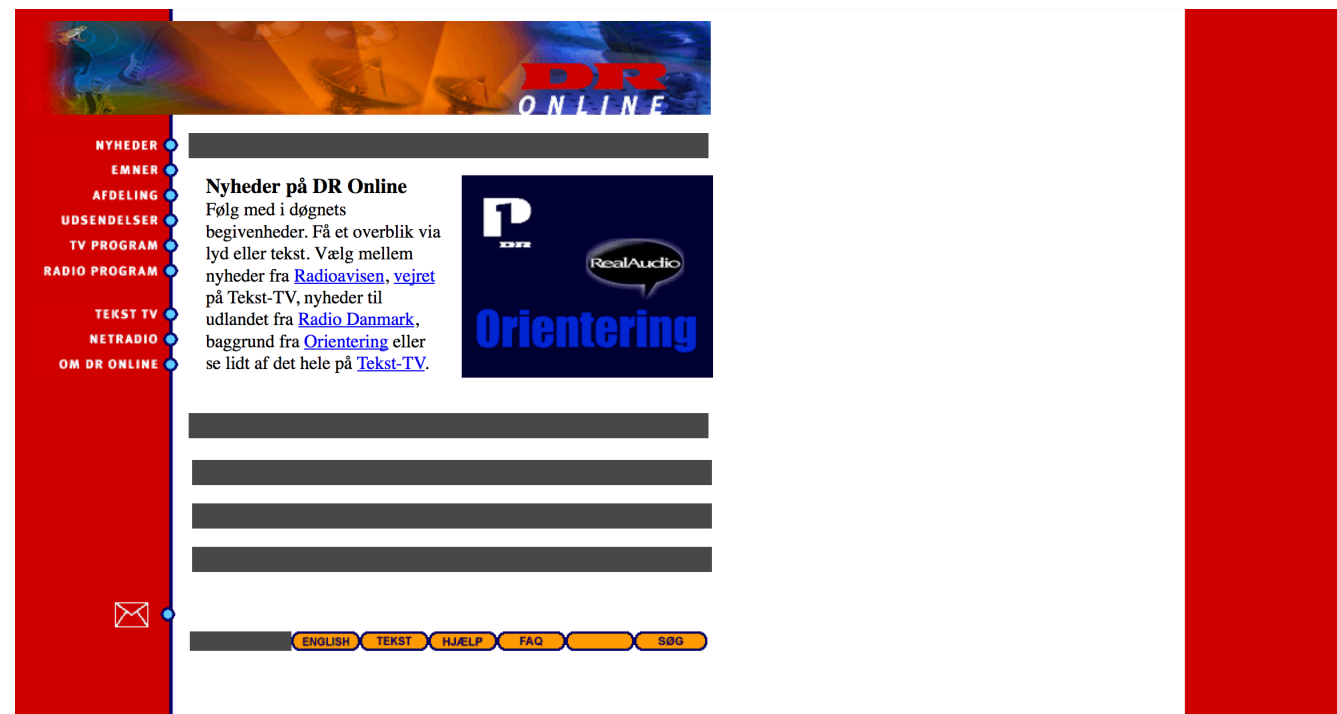 DR
ONLINE
NYHEDER
EMNER
AFDELING
UDSENDELSER
TV PROGRAM
RADIO PROGRAM
TEKST TV
NETRADIO
OM DR ONLINE
Nyheder på DR Online
Følg med i døgnets
begivenheder. Få et overblik via
lyd eller tekst. Vælg mellem
nyheder fra Radioavisen, vejret
på Tekst-TV, nyheder til
udlandet fra Radio Danmark,
baggrund fra Orientering eller
se lidt af det hele på Tekst-TV.
P1
DR
RealAudio
Orientering
ENGLISH TEKST HJÆLP FAQ SØG